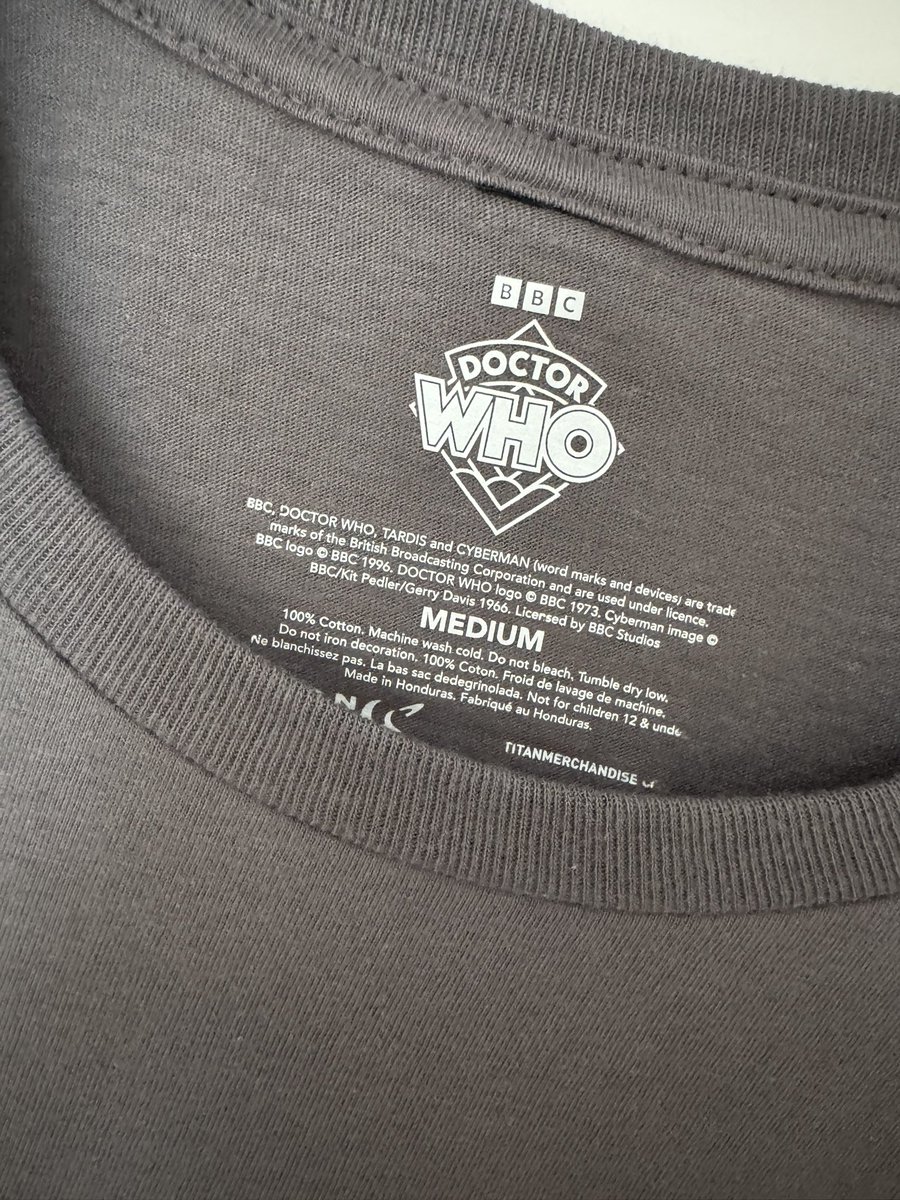 BBC
DOCTOR
WHO
BBC, DOCTOR WHO, TARDIS and CYBERMAN (word marks and devices) are trade
marks of the British Broadcasting Corporation and are used under licence.
BBC logo © BBC 1996. DOCTOR WHO logo © BBC 1973. Cyberman image ©
BBC/Kit Pedler/Gerry Davis 1966. Licensed by BBC Studios
MEDIUM
100% Cotton. Machine wash cold. Do not bleach, Tumble dry low.
Do not iron decoration. 100% Coton. Froid de lavage de machine.
Ne blanchissez pas. La bas sac dedegrinolada. Not for children 12 & unde
Made in Honduras. Fabriqué au Honduras.
TITANMERCHANDISE